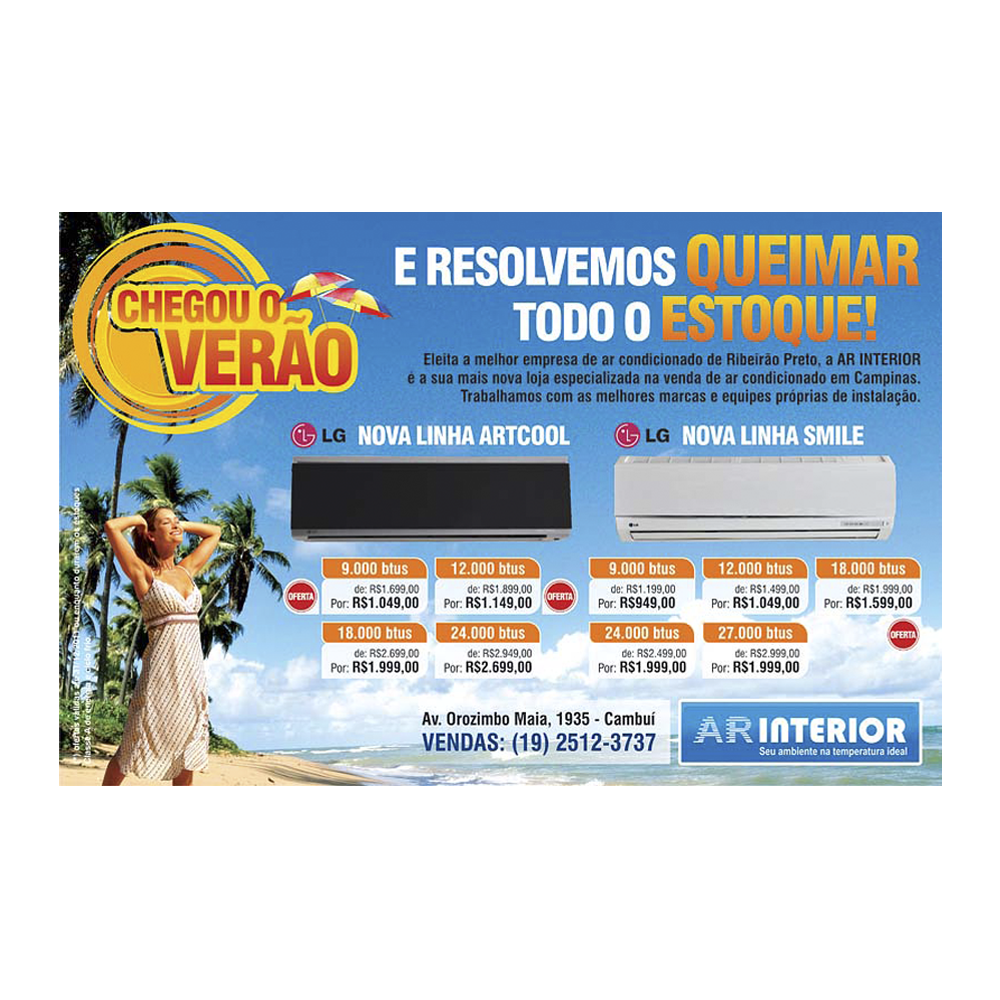 CHEGOU O
VERÃO
E RESOLVEMOS QUEIMAR
TODO O ESTOQUE!
Eleita a melhor empresa de ar condicionado de Ribeirão Preto, a AR INTERIOR
é a sua mais nova loja especializada na venda de ar condicionado em Campinas.
Trabalhamos com as melhores marcas e equipes próprias de instalação.
LG NOVA LINHA ARTCOOL
9.000 btus
de: R$1.699,00
Por: R$1.049,00
OFERTA
12.000 btus
de: R$1.899,00
Por: R$1.149,00
OFERTA
18.000 btus
de: R$2.699,00
Por: R$1.999,00
24.000 btus
de: R$2.949,00
Por: R$2.699,00
LG NOVA LINHA SMILE
LG
9.000 btus
de: R$1.199,00
Por: R$949,00
12.000 btus
de: R$1.499,00
Por: R$1.049,00
18.000 btus
de: R$1.999,00
Por: R$1.599,00
24.000 btus
de: R$2.499,00
Por: R$1.999,00
27.000 btus
de: R$2.999,00
Por: R$1.999,00
OFERTA
Av. Orozimbo Maia, 1935 - Cambuí
VENDAS: (19) 2512-3737
AR INTERIOR
Seu ambiente na temperatura ideal